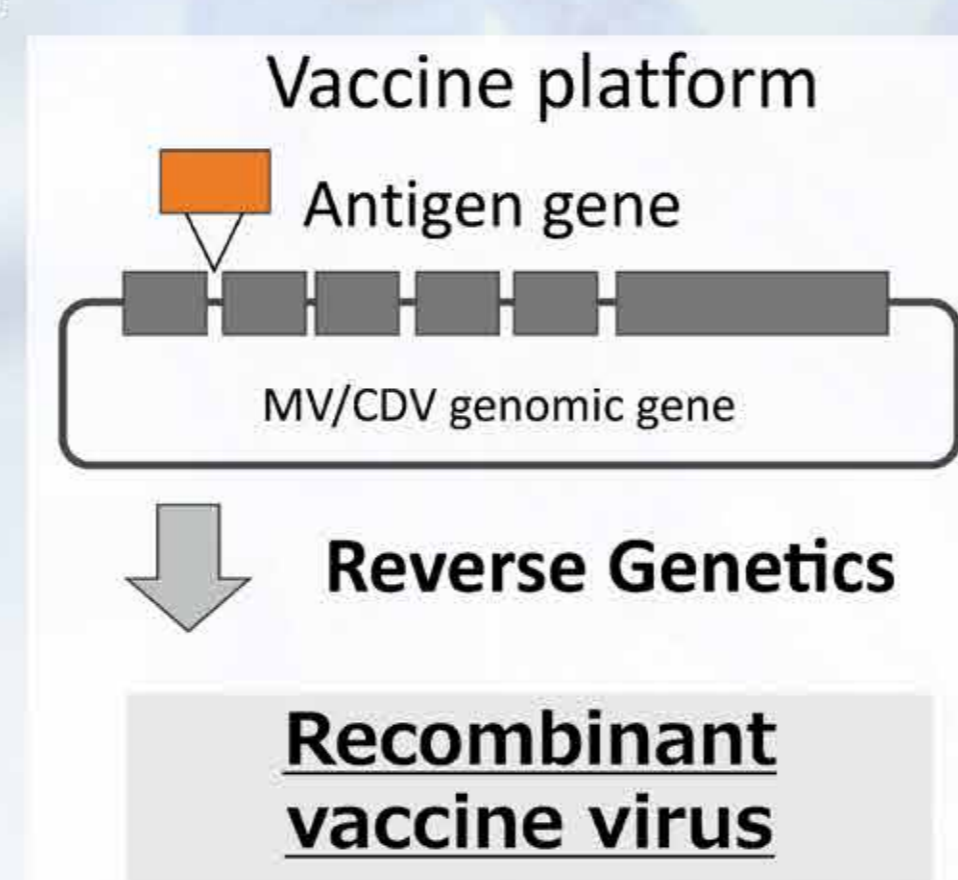 Vaccine platform
Antigen gene
MV/CDV genomic gene
Reverse Genetics
Recombinant
vaccine virus